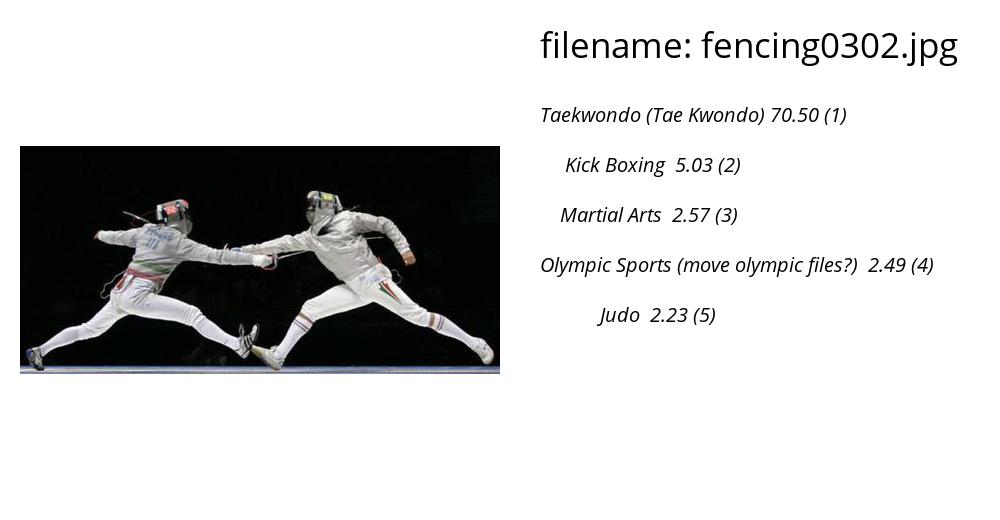 filename: fencing0302.jpg
Taekwondo (Tae Kwondo) 70.50 (1)
Kick Boxing 5.03 (2)
Martial Arts 2.57 (3)
Olympic Sports (move olympic files?) 2.49 (4)
Judo 2.23 (5)